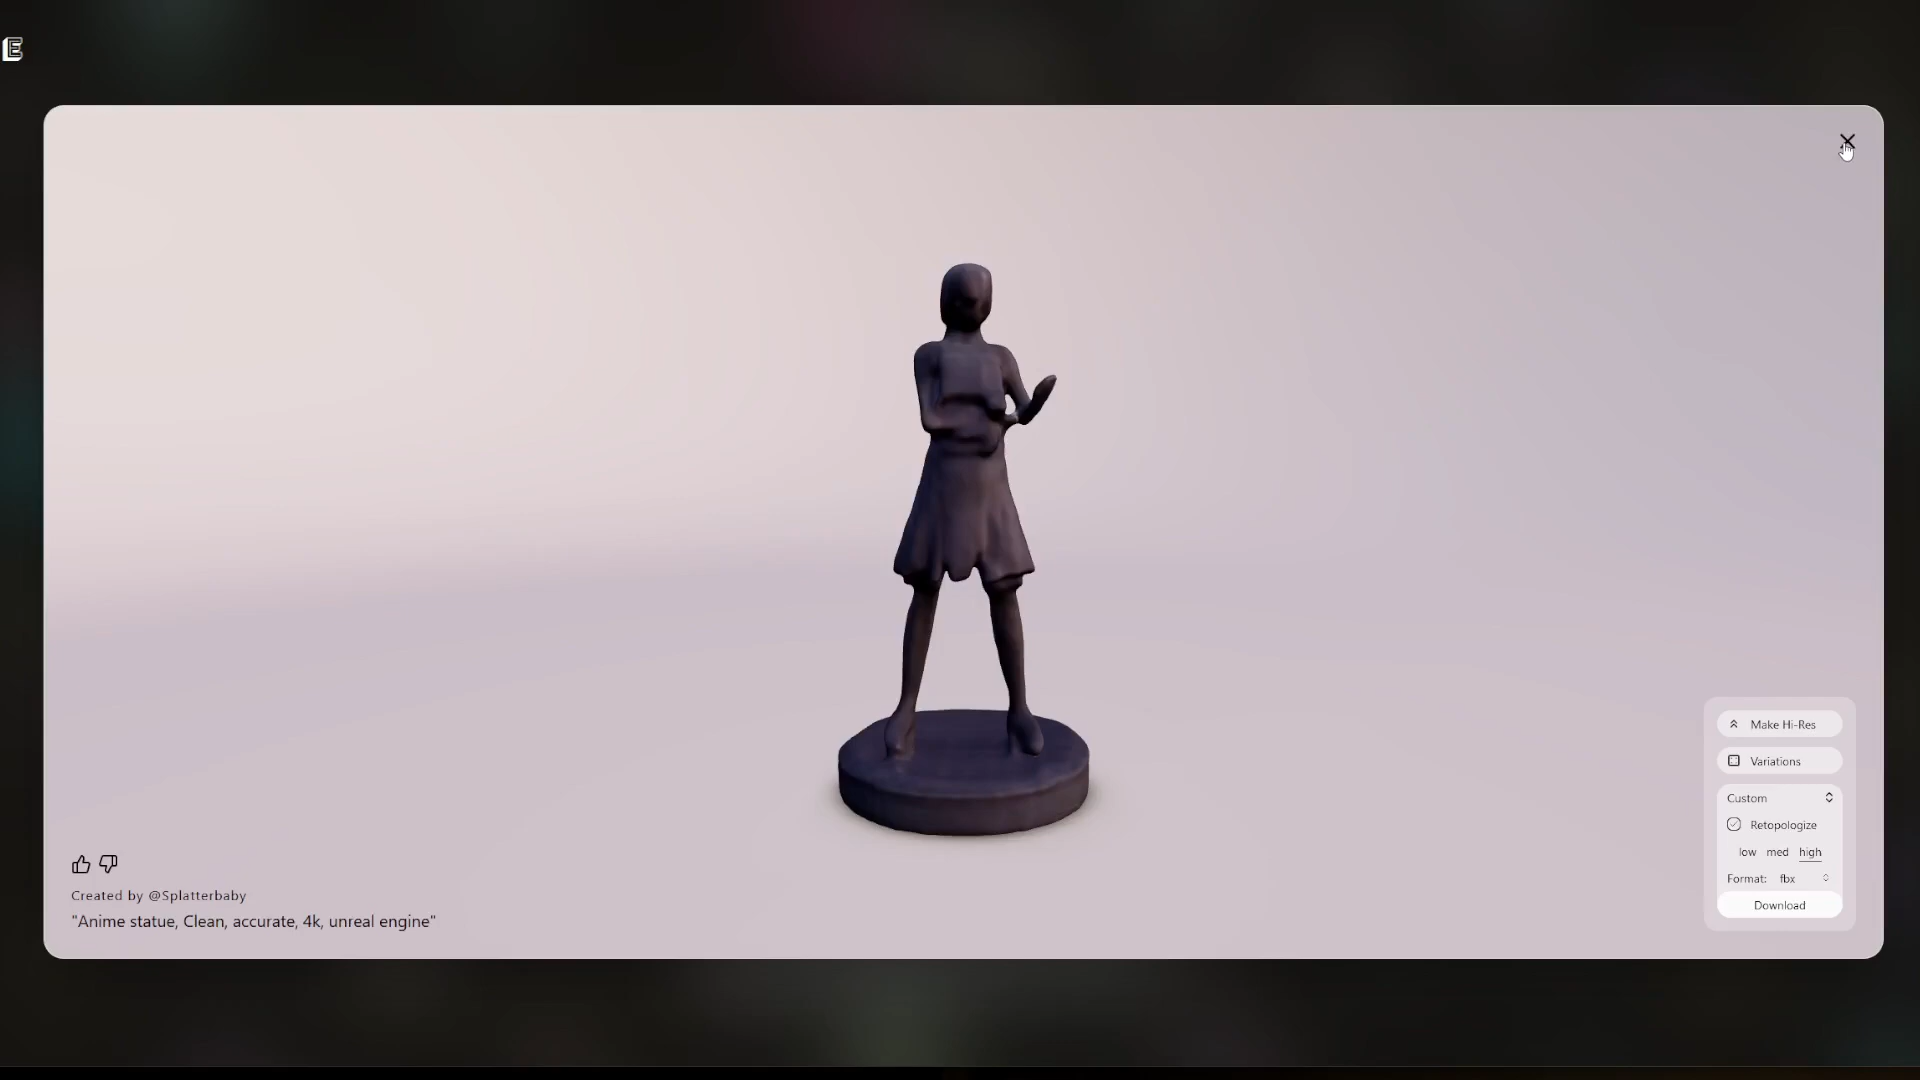 E
Make Hi-Res
Variations
Custom
Retopologize
low med high
Format: fbx
Download
Created by @Splatterbaby
"Anime statue, Clean, accurate, 4k, unreal engine"